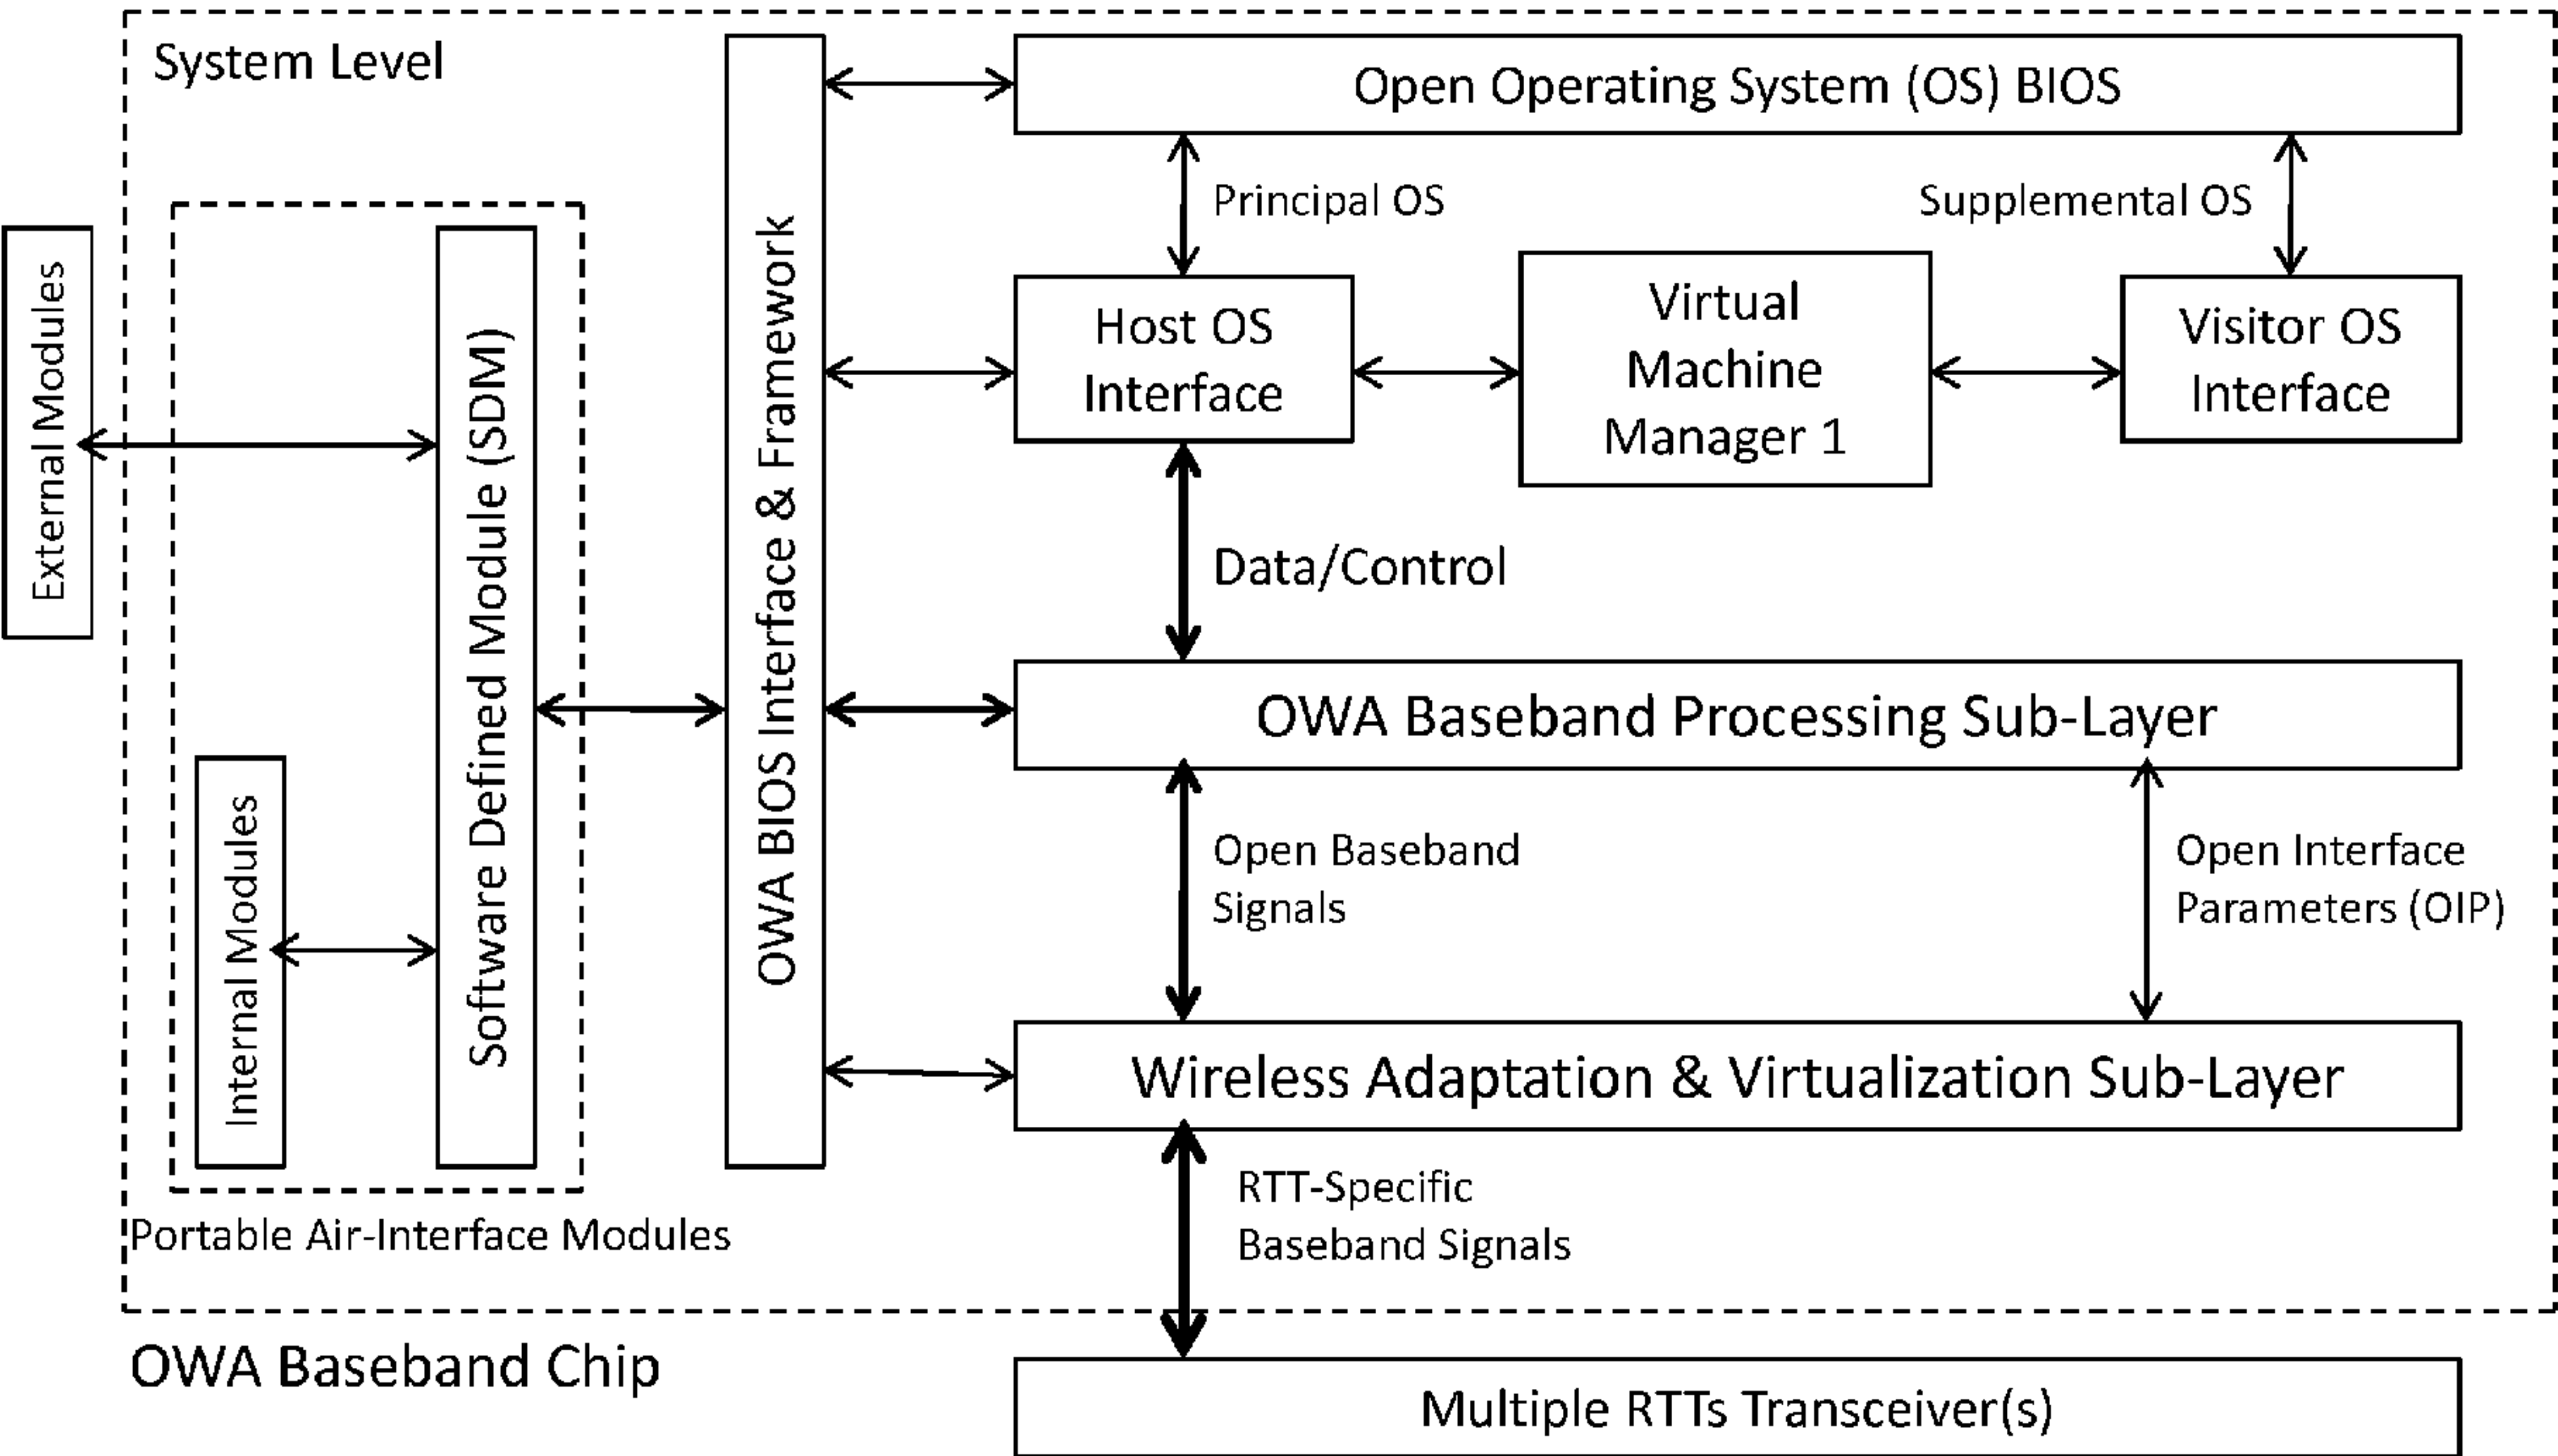 System Level
Open Operating System (OS) BIOS
Principal OS
Supplemental OS
External Modules
Software Defined Module (SDM)
OWA BIOS Interface & Framework
Host OS
Interface
Virtual
Machine
Manager 1
Visitor OS
Interface
Data/Control
OWA Baseband Processing Sub-Layer
Internal Modules
Open Baseband
Signals
Open Interface
Parameters (OIP)
Wireless Adaptation & Virtualization Sub-Layer
RTT-Specific
Baseband Signals
Portable Air-Interface Modules
OWA Baseband Chip
Multiple RTTs Transceiver(s)